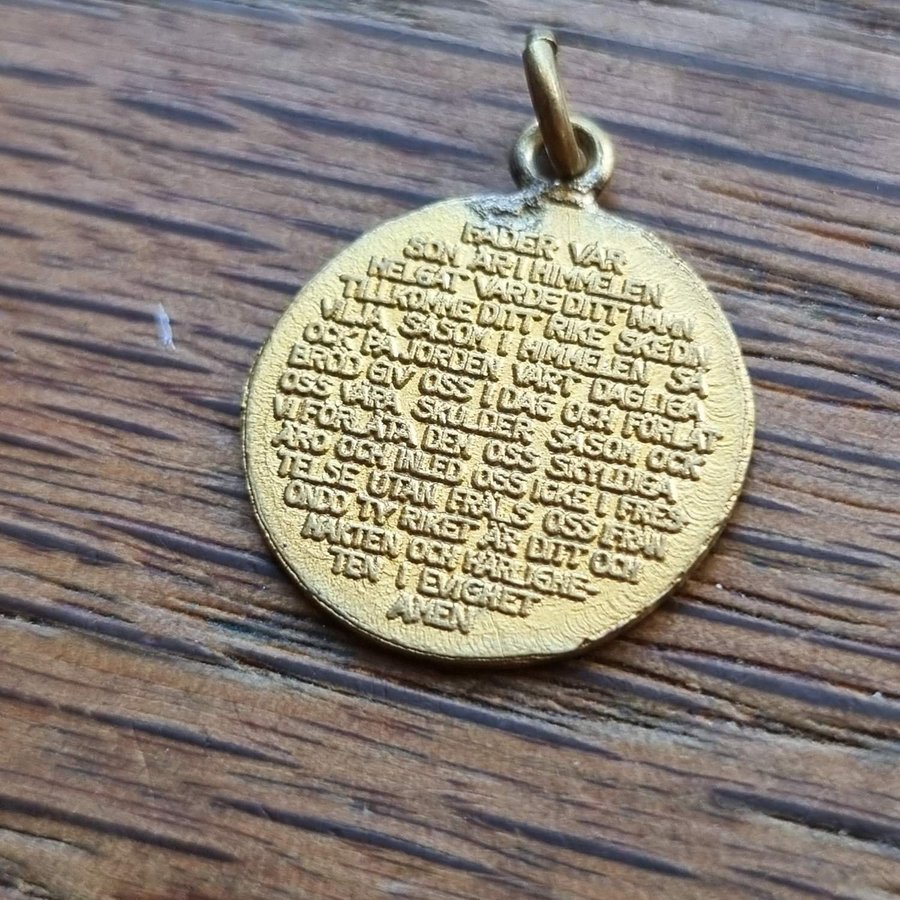 FADER VÅR
SOM ÄR I HIMMELEN
HELGAT VARDE DITT NAMN
TILLKOMME DITT RIKE SKE DIN
VILJA SÅSOM I HIMMELEN SÅ
OCK PÅ JORDEN VÅRT DAGLIGA
BRÖD GIV OSS I DAG OCH FÖRLÅT
OSS VÅRA SKULDER SÅSOM OCK
VI FÖRLÅTA DEM OSS SKYLDIGA
ÄRO OCH INLED OSS ICKE I FRES-
TELSE UTAN FRÄLS OSS IFRÅN
ONDO TY RIKET ÄR DITT OCH
MAKTEN OCH HÄRLIGHE-
TEN I EVIGHET
AMEN